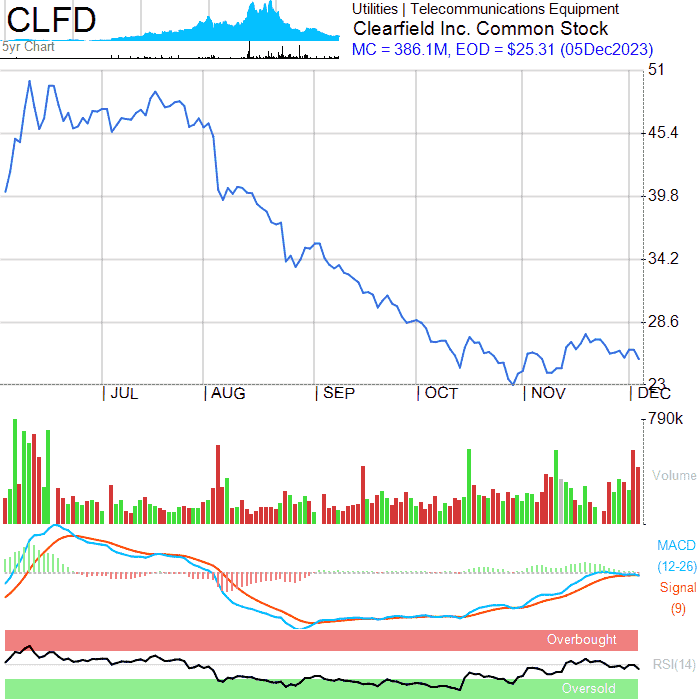 CLFD
5yr Chart
Utilities | Telecommunications Equipment
Clearfield Inc. Common Stock
MC = 386.1M, EOD = $25.31 (05Dec2023)
51
45.4
39.8
34.2
28.6
23
| JUL | AUG | SEP | OCT | NOV | DEC
790k
Volume
MACD
(12-26)
Signal
(9)
Overbought
RSI(14)
Oversold